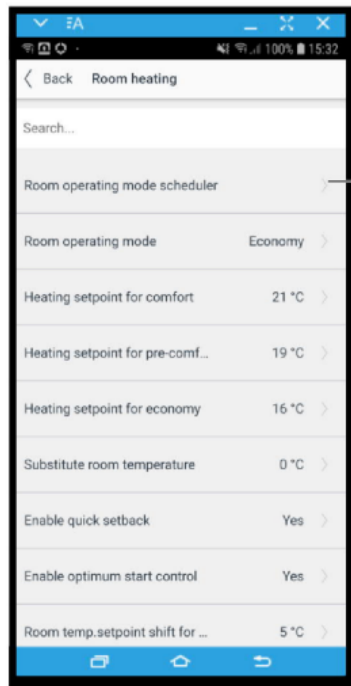 ΞA
100% 15:32
Back Room heating
Search...
Room operating mode scheduler
Room operating mode Economy
Heating setpoint for comfort 21 °C
Heating setpoint for pre-comf... 19 °C
Heating setpoint for economy 16 °C
Substitute room temperature 0 °C
Enable quick setback Yes
Enable optimum start control Yes
Room temp.setpoint shift for ... 5 °C